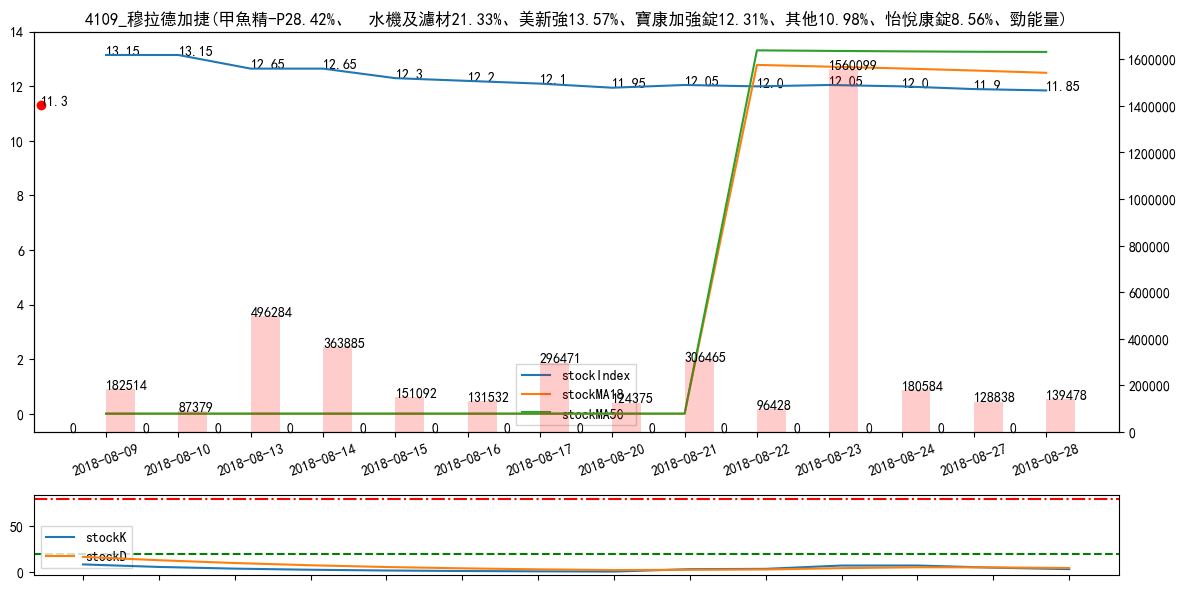 4109_穆拉德加捷(甲魚精-P28.42%、  水機及濾材21.33%、美新強13.57%、寶康加強錠12.31%、其他10.98%、怡悅康錠8.56%、勁能量)
14
12
10
8
6
4
2
0
1600000
1400000
1200000
1000000
800000
600000
400000
200000
0
13.15 13.15 12.65 12.65 12.3 12.2 12.1 11.95 12.05 12.0 12.05 12.0 11.9 11.85
11.3
182514 87379 496284 363885 151092 131532 296471 124375 306465 96428 1560099 180584 128838 139478
0 0 0 0 0 0 0 0 0 0 0 0 0 0
stockIndex
stockMA18
stockMA50
2018-08-09 2018-08-10 2018-08-13 2018-08-14 2018-08-15 2018-08-16 2018-08-17 2018-08-20 2018-08-21 2018-08-22 2018-08-23 2018-08-24 2018-08-27 2018-08-28
50
0
stockK
stockD